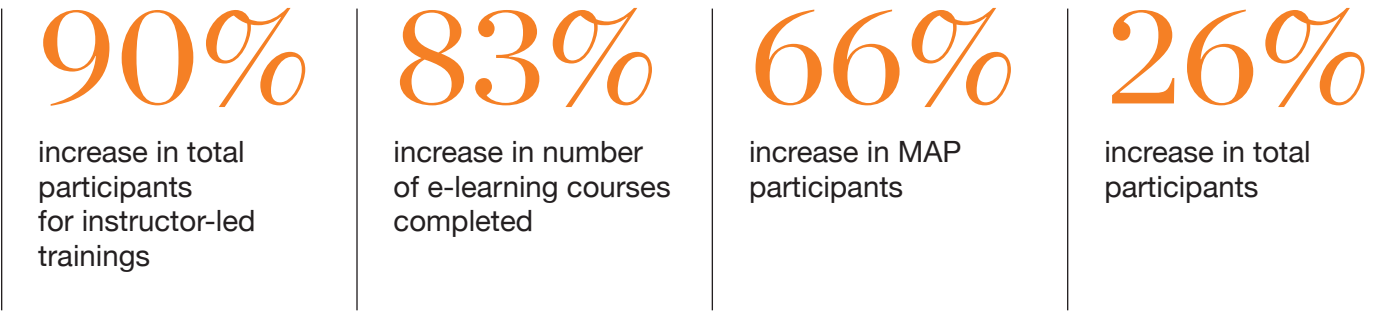 90%
increase in total
participants
for instructor-led
trainings
83%
increase in number
of e-learning courses
completed
66%
increase in MAP
participants
26%
increase in total
participants